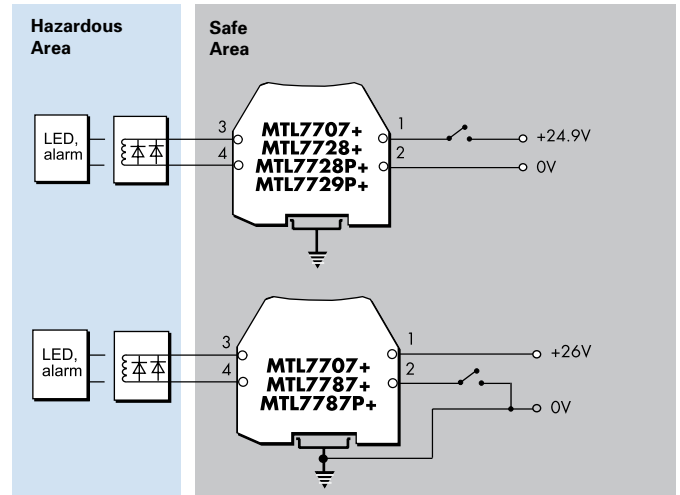 Hazardous
Area
Safe
Area
LED,
alarm
3
4
MTL7707+
MTL7728+
MTL7728P+
MTL7729P+
1
2
+24.9V
0V
LED,
alarm
3
4
MTL7707+
MTL7787+
MTL7787P+
1
2
+26V
0V